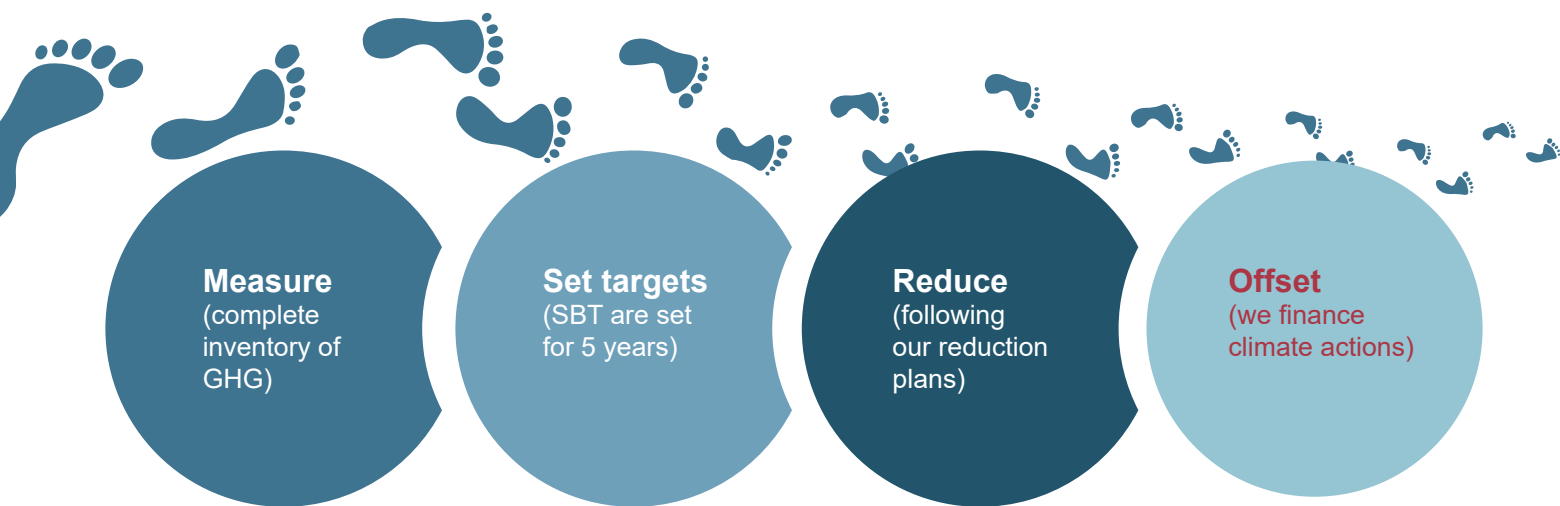 Measure
(complete
inventory of
GHG)
Set targets
(SBT are set
for 5 years)
Reduce
(following
our reduction
plans)
Offset
(we finance
climate actions)